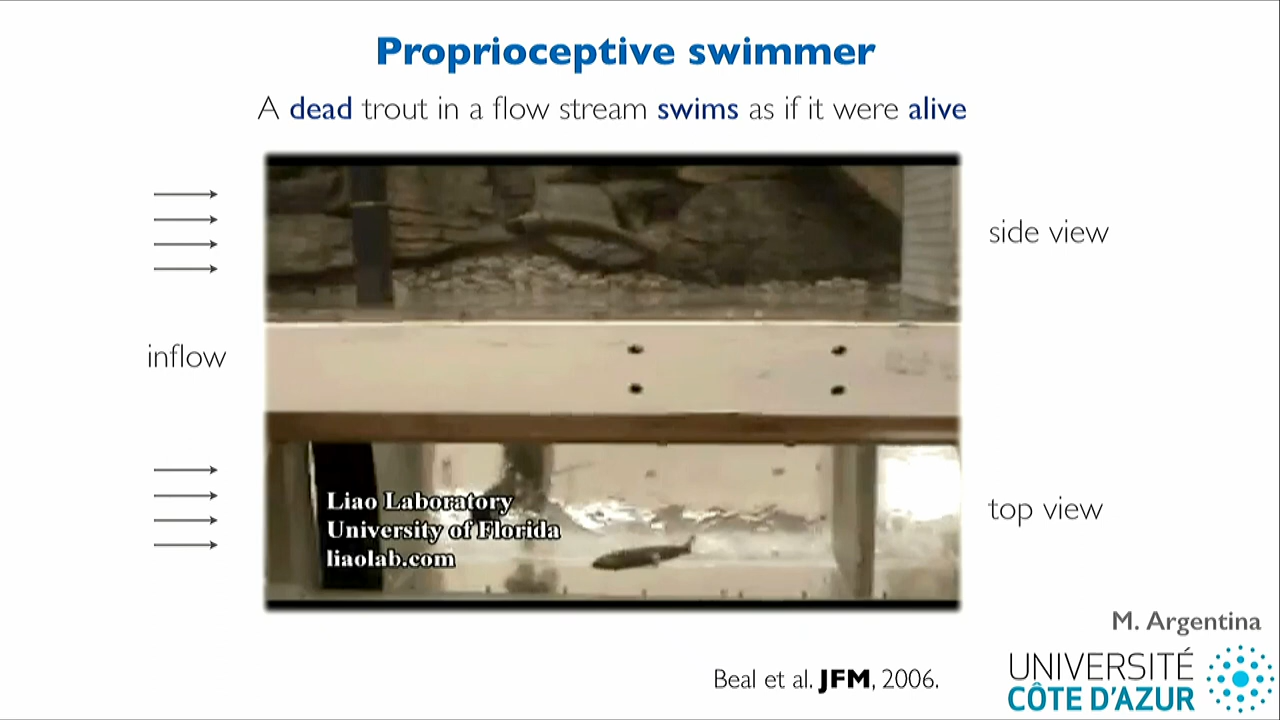 Proprioceptive swimmer
A dead trout in a flow stream swims as if it were alive
side view
inflow
Liao Laboratory
University of Florida
liaolab.com
top view
M. Argentina
UNIVERSITÉ
CÔTE D'AZUR
Beal et al. JFM, 2006.